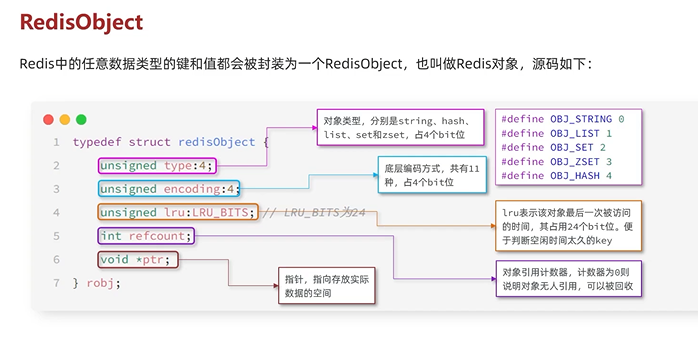 RedisObject
Redis中的任意数据类型的键和值都会被封装为一个RedisObject，也叫做Redis对象，源码如下：
1 typedef struct redisObject {
2 unsigned type:4;
3 unsigned encoding:4;
4 unsigned lru:LRU_BITS; // LRU_BITS为24
5 int refcount;
6 void *ptr;
7 } robj;
对象类型，分别是string、hash、
list、set和zset，占4个bit位
底层编码方式，共有11
种，占4个bit位
#define OBJ_STRING 0
#define OBJ_LIST 1
#define OBJ_SET 2
#define OBJ_ZSET 3
#define OBJ_HASH 4
lru表示该对象最后一次被访问
的时间，其占用24个bit位。便
于判断空闲时间太久的key
对象引用计数器，计数器为0则
说明对象无人引用，可以被回收
指针，指向存放实际
数据的空间